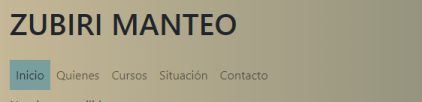 ZUBIRI MANTEO
Inicio Quienes Cursos Situación Contacto